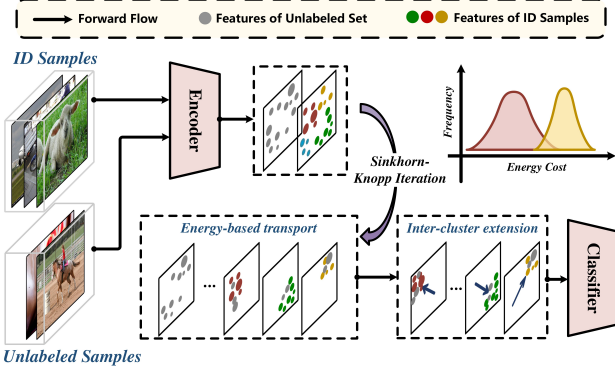 Forward Flow
Features of Unlabeled Set
Features of ID Samples
ID Samples
Encoder
Sinkhorn-
Knopp Iteration
Frequency
Energy Cost
Energy-based transport
...
Inter-cluster extension
...
Classifier
Unlabeled Samples